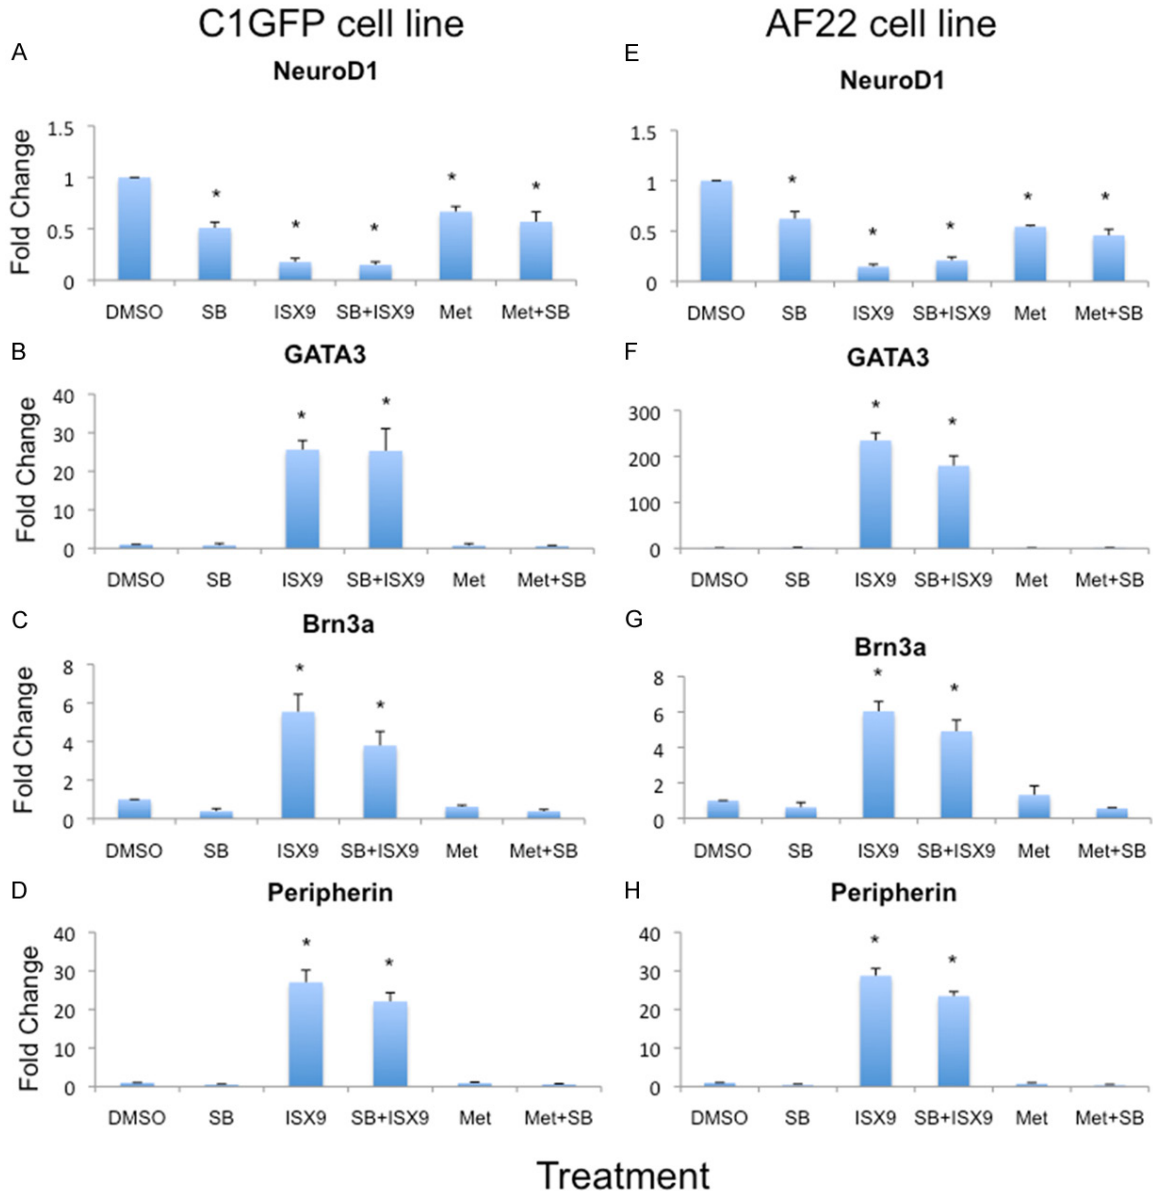 C1GFP cell line
AF22 cell line
A
NeuroD1
Fold Change
1.5
1
0.5
0
* * * * *
DMSO SB ISX9 SB+ISX9 Met Met+SB
E
NeuroD1
1.5
1
0.5
0
* * * * *
DMSO SB ISX9 SB+ISX9 Met Met+SB
B
GATA3
Fold Change
40
30
20
10
0
* *
DMSO SB ISX9 SB+ISX9 Met Met+SB
F
GATA3
300
200
100
0
* *
DMSO SB ISX9 SB+ISX9 Met Met+SB
C
Brn3a
Fold Change
8
6
4
2
0
* *
DMSO SB ISX9 SB+ISX9 Met Met+SB
G
Brn3a
8
6
4
2
0
* *
DMSO SB ISX9 SB+ISX9 Met Met+SB
D
Peripherin
Fold Change
40
30
20
10
0
* *
DMSO SB ISX9 SB+ISX9 Met Met+SB
H
Peripherin
40
30
20
10
0
* *
DMSO SB ISX9 SB+ISX9 Met Met+SB
Treatment